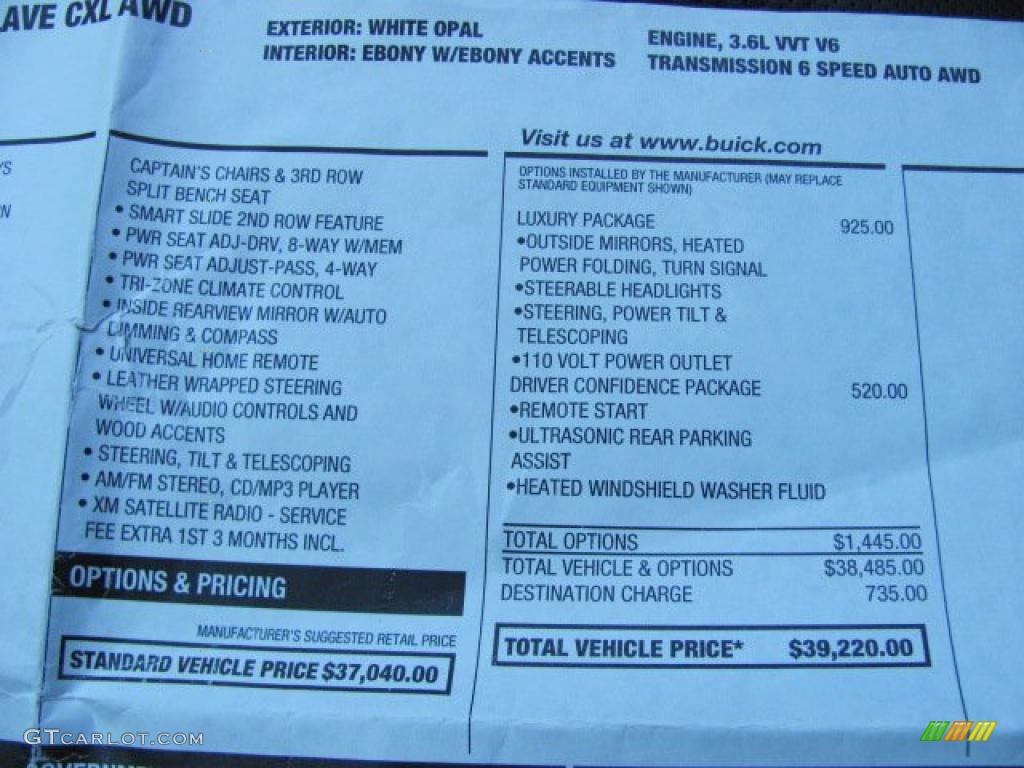 AVE CXL AWD
EXTERIOR: WHITE OPAL
INTERIOR: EBONY W/EBONY ACCENTS
ENGINE, 3.6L VVT V6
TRANSMISSION 6 SPEED AUTO AWD
CAPTAIN'S CHAIRS & 3RD ROW
SPLIT BENCH SEAT
• SMART SLIDE 2ND ROW FEATURE
• PWR SEAT ADJ-DRV, 8-WAY W/MEM
• PWR SEAT ADJUST-PASS, 4-WAY
• TRI-ZONE CLIMATE CONTROL
• INSIDE REARVIEW MIRROR W/AUTO
DIMMING & COMPASS
• UNIVERSAL HOME REMOTE
• LEATHER WRAPPED STEERING
WHEEL W/AUDIO CONTROLS AND
WOOD ACCENTS
• STEERING, TILT & TELESCOPING
• AM/FM STEREO, CD/MP3 PLAYER
• XM SATELLITE RADIO - SERVICE
FEE EXTRA 1ST 3 MONTHS INCL.
OPTIONS & PRICING
MANUFACTURER'S SUGGESTED RETAIL PRICE
STANDARD VEHICLE PRICE $37,040.00
Visit us at www.buick.com
OPTIONS INSTALLED BY THE MANUFACTURER (MAY REPLACE
STANDARD EQUIPMENT SHOWN)
LUXURY PACKAGE 925.00
•OUTSIDE MIRRORS, HEATED
POWER FOLDING, TURN SIGNAL
•STEERABLE HEADLIGHTS
•STEERING, POWER TILT &
TELESCOPING
•110 VOLT POWER OUTLET
DRIVER CONFIDENCE PACKAGE 520.00
•REMOTE START
•ULTRASONIC REAR PARKING
ASSIST
•HEATED WINDSHIELD WASHER FLUID
TOTAL OPTIONS $1,445.00
TOTAL VEHICLE & OPTIONS $38,485.00
DESTINATION CHARGE 735.00
TOTAL VEHICLE PRICE* $39,220.00
GTCarlot.com